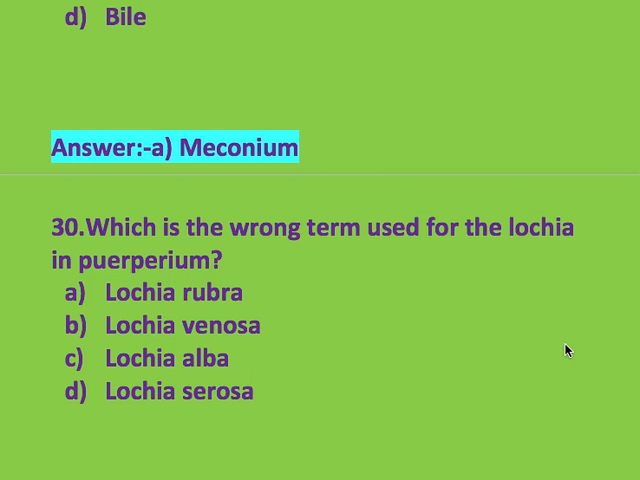 d) Bile
Answer:-a) Meconium
30.Which is the wrong term used for the lochia
in puerperium?
a) Lochia rubra
b) Lochia venosa
c) Lochia alba
d) Lochia serosa